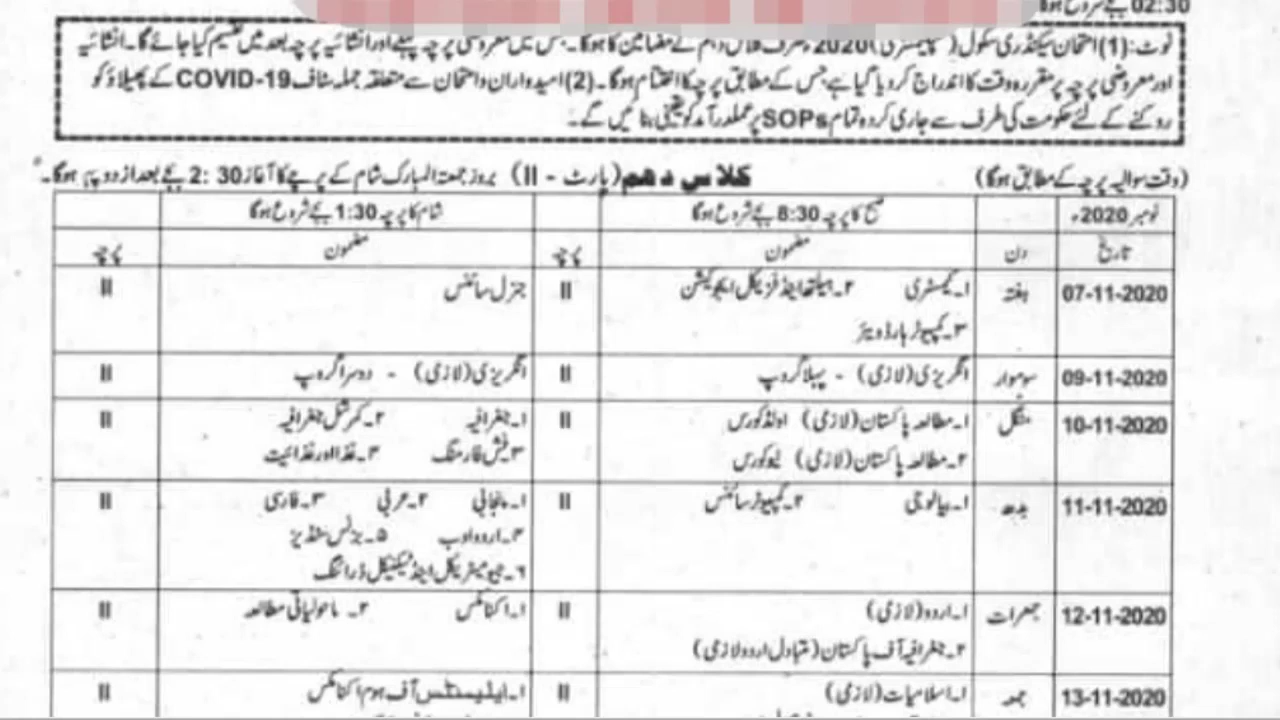 02:30 بجے شروع ہوگا
نوٹ:(1) امتحان سیکنڈری سکول (سپلیمنٹری) 2020ء صرف کلاس دہم کے مضامین کا ہوگا۔ جس میں معروضی پرچہ پہلے اور انشائیہ پرچہ بعد میں تقسیم کیا جائے گا۔ انشائیہ
اور معروضی پرچہ پر مقررہ وقت کا اندراج کر دیا گیا ہے جس کے مطابق پرچہ کا اختتام ہوگا۔ (2) امیدواران و امتحان سے متعلقہ جملہ سٹاف COVID-19 کے پھیلاؤ کو
روکنے کے لئے حکومت کی طرف سے جاری کردہ تمام SOPs پر عملدرآمد کو یقینی بنائیں گے۔
(وقت سوالیہ پرچہ کے مطابق ہوگا) کلاس دہم (پارٹ - II) بروز جمعتہ المبارک شام کے پرچے کا آغاز 2:30 بجے بعد از دوپہر ہوگا۔
نومبر 2020ء صبح کا پرچہ 8:30 بجے شروع ہوگا شام کا پرچہ 1:30 بجے شروع ہوگا
تاریخ دن مضمون پرچہ مضمون پرچہ
07-11-2020 ہفتہ ۱۔کیمسٹری ۲۔ہیلتھ اینڈ فزیکل ایجوکیشن II جنرل سائنس II
۳۔کمپیوٹر ہارڈویئر
09-11-2020 سوموار انگریزی (لازمی) - پہلا گروپ II انگریزی (لازمی) - دوسرا گروپ II
10-11-2020 منگل ۱۔مطالعہ پاکستان (لازمی) اولڈ کورس II ۱۔جغرافیہ ۲۔کمرشل جغرافیہ II
۲۔مطالعہ پاکستان (لازمی) نیو کورس ۳۔فش فارمنگ ۴۔غذا اور غذائیت
11-11-2020 بدھ ۱۔بیالوجی ۲۔کمپیوٹر سائنس II ۱۔پنجابی ۲۔عربی ۳۔فارسی II
۴۔اردو ادب ۵۔بزنس سٹڈیز
۶۔جیومیٹریکل اینڈ ٹیکنیکل ڈرائنگ
12-11-2020 جمعرات ۱۔اردو (لازمی) II ۱۔اکنامکس ۲۔ماحولیاتی مطالعہ II
۲۔جغرافیہ آف پاکستان (متبادل اردو لازمی)
13-11-2020 جمعہ ۱۔اسلامیات (لازمی) II ۱۔ایلیمنٹس آف ہوم اکنامکس II